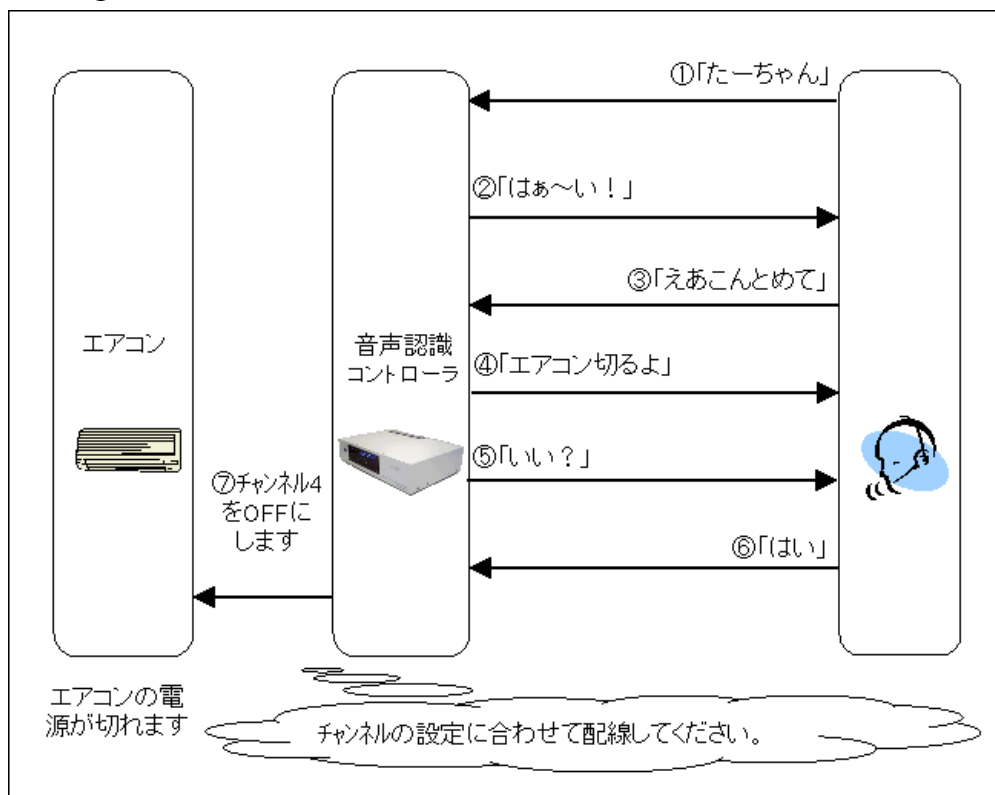 ①「たーちゃん」
②「はぁ～い！」
③「えあこんとめて」
エアコン
音声認識
コントローラ
④「エアコン切るよ」
⑤「いい？」
⑦チャンネル4
をOFFに
します
⑥「はい」
エアコンの電
源が切れます
チャンネルの設定に合わせて配線してください。